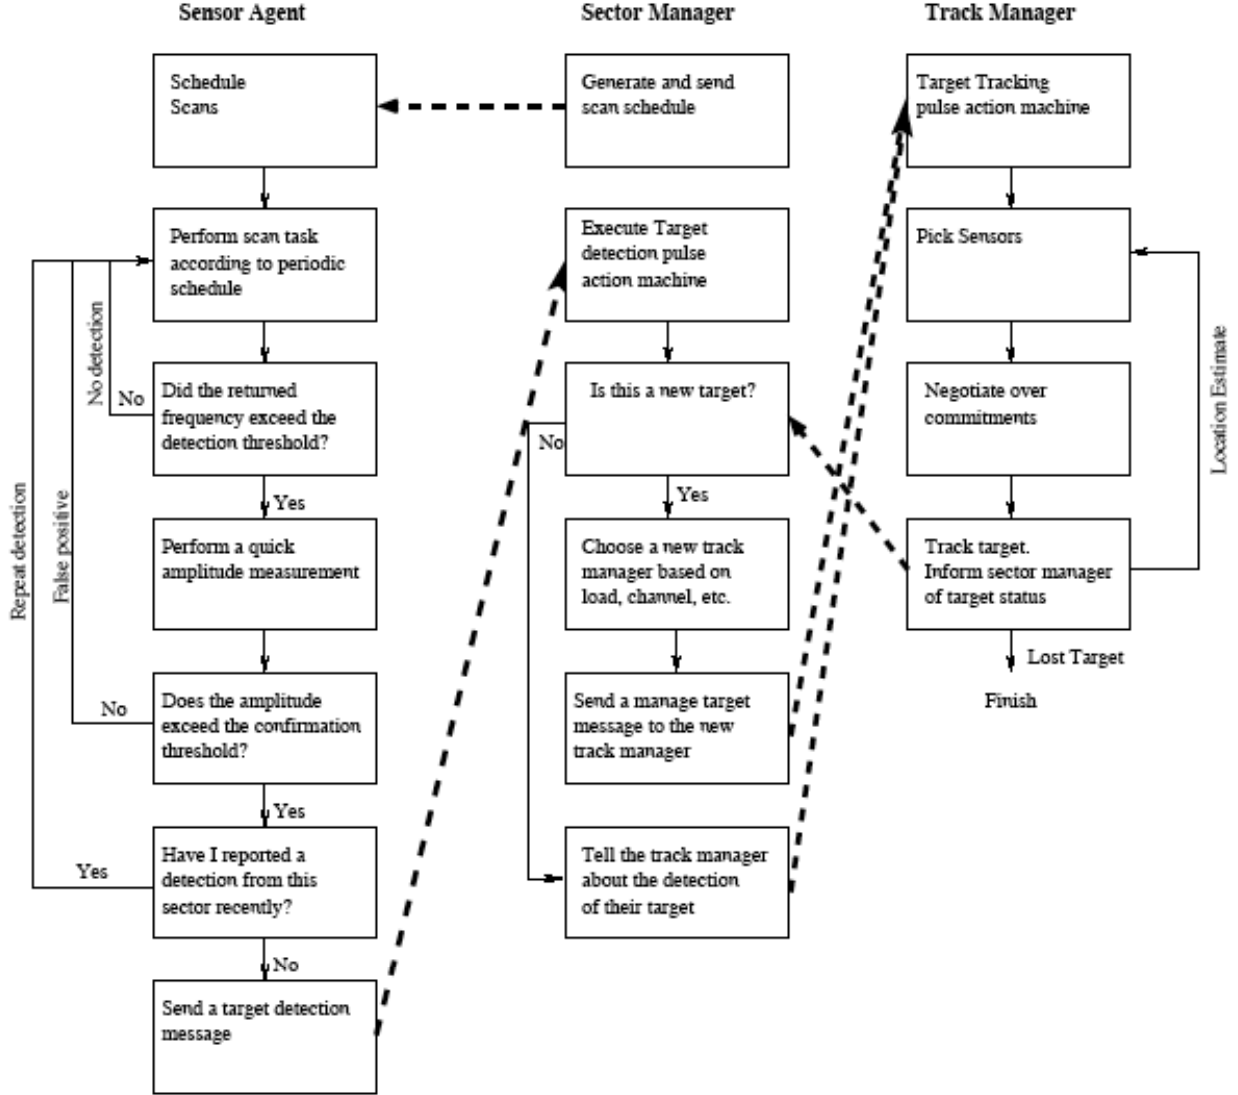 Sensor Agent
Schedule
Scans
Perform scan task
according to periodic
schedule
No detection
No
Did the returned
frequency exceed the
detection threshold?
Yes
Repeat detection
False positive
Perform a quick
amplitude measurement
No
Does the amplitude
exceed the confirmation
threshold?
Yes
Yes
Have I reported a
detection from this
sector recently?
No
Send a target detection
message
Sector Manager
Generate and send
scan schedule
Execute Target
detection pulse
action machine
Is this a new target?
No
Yes
Choose a new track
manager based on
load, channel, etc.
Send a manage target
message to the new
track manager
Tell the track manager
about the detection
of their target
Track Manager
Target Tracking
pulse action machine
Pick Sensors
Location Estimate
Negotiate over
commitments
Track target.
Inform sector manager
of target status
Lost Target
Finish